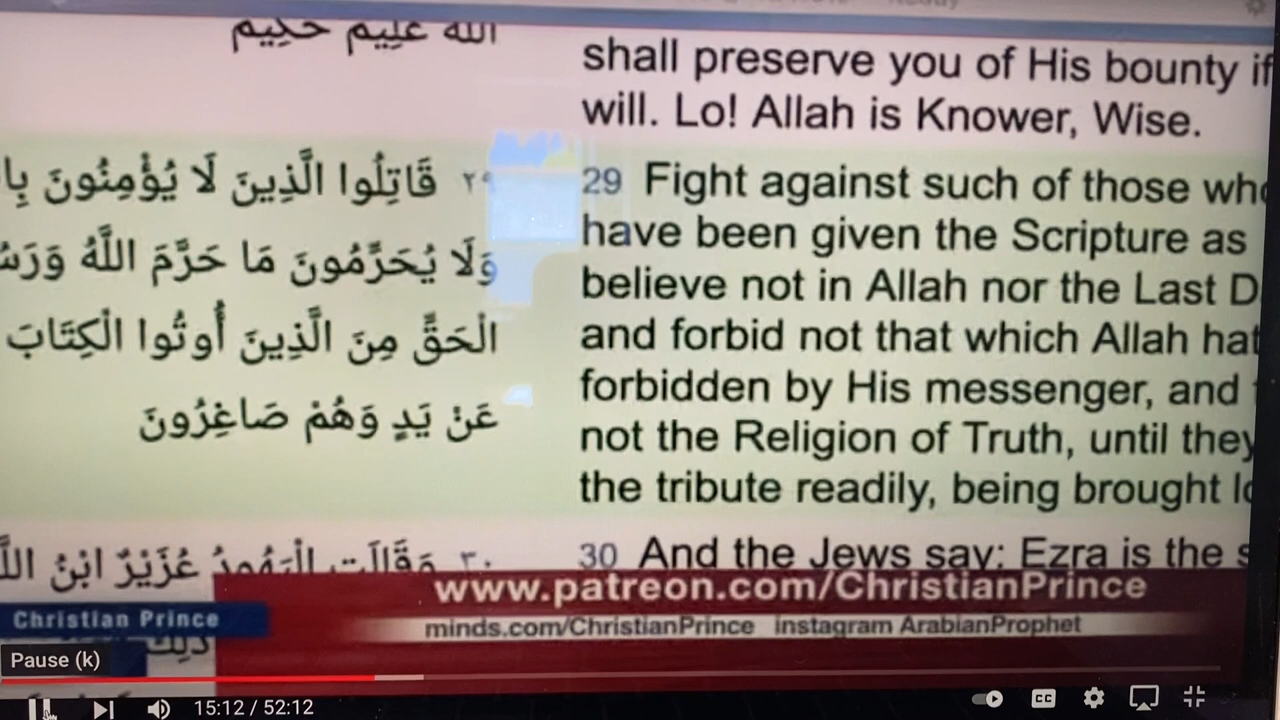 الله عليم حكيم
shall preserve you of His bounty if
will. Lo! Allah is Knower, Wise.
٢٩ قَاتِلُوا الَّذِينَ لَا يُؤْمِنُونَ
وَلَا يُحَرِّمُونَ مَا حَرَّمَ اللَّهُ
الْحَقِّ مِنَ الَّذِينَ أُوتُوا الْكِتَابَ
عَنْ يَدٍ وَهُمْ صَاغِرُونَ
29 Fight against such of those who
have been given the Scripture as
believe not in Allah nor the Last D
and forbid not that which Allah hat
forbidden by His messenger, and
not the Religion of Truth, until they
the tribute readily, being brought lo
٣٠ وَقَالَتِ الْيَهُودُ عُزَيْرٌ ابْنُ
30 And the Jews say: Ezra is the s
www.patreon.com/ChristianPrince
Christian Prince
minds.com/ChristianPrince instagram ArabianProphet
Pause (k)
15:12 / 52:12
CC